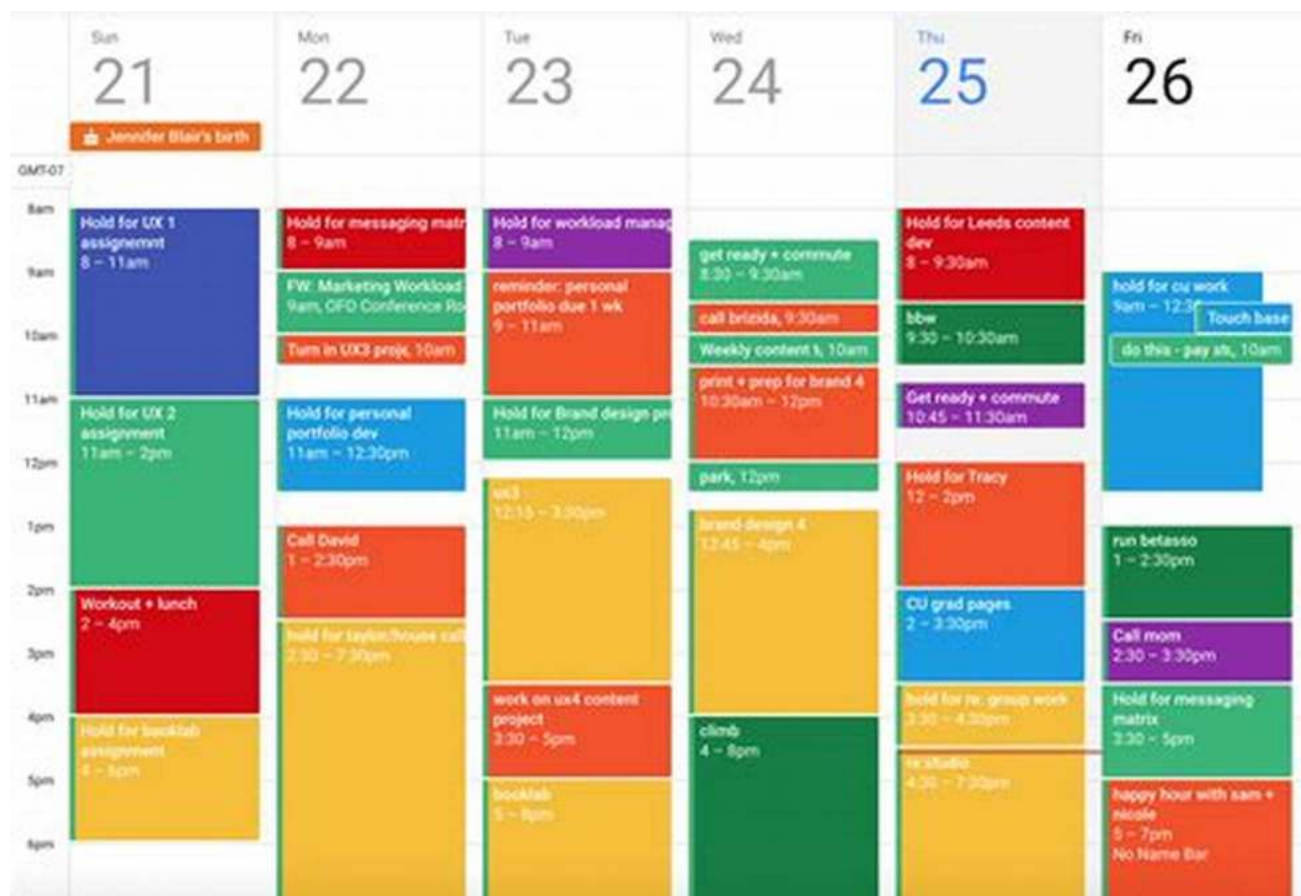 Sun
21
Mon
22
Tue
23
Wed
24
Thu
25
Fri
26
Jennifer Blair's birth
GMT-07
8am
9am
10am
11am
12pm
1pm
2pm
3pm
4pm
5pm
6pm
Hold for UX 1
assignemnt
8 – 11am
Hold for UX 2
assignment
11am – 2pm
Workout + lunch
2 – 4pm
Hold for booklab
assignment
4 – 6pm
Hold for messaging matr
8 – 9am
FW: Marketing Workload
9am, OFD Conference Ro
Turn in UX3 proje, 10am
Hold for personal
portfolio dev
11am – 12:30pm
Call David
1 – 2:30pm
hold for taylor/house call
2:30 – 7:30pm
Hold for workload manag
8 – 9am
reminder: personal
portfolio due 1 wk
9 – 11am
Hold for Brand design pre
11am – 12pm
ux3
12:15 – 3:30pm
work on ux4 content
project
3:30 – 5pm
booklab
5 – 8pm
get ready + commute
8:30 – 9:30am
call brizida, 9:30am
Weekly content t, 10am
print + prep for brand 4
10:30am – 12pm
park, 12pm
brand design 4
12:45 – 4pm
climb
4 – 8pm
Hold for Leeds content
dev
8 – 9:30am
bbw
9:30 – 10:30am
Get ready + commute
10:45 – 11:30am
Hold for Tracy
12 – 2pm
CU grad pages
2 – 3:30pm
hold for re: group work
3:30 – 4:30pm
re studio
4:30 – 7:30pm
hold for cu work
9am – 12:3
Touch base
do this - pay, 10am
run betasso
1 – 2:30pm
Call mom
2:30 – 3:30pm
Hold for messaging
matrix
3:30 – 5pm
happy hour with sam +
nicole
5 – 7pm
No Name Bar